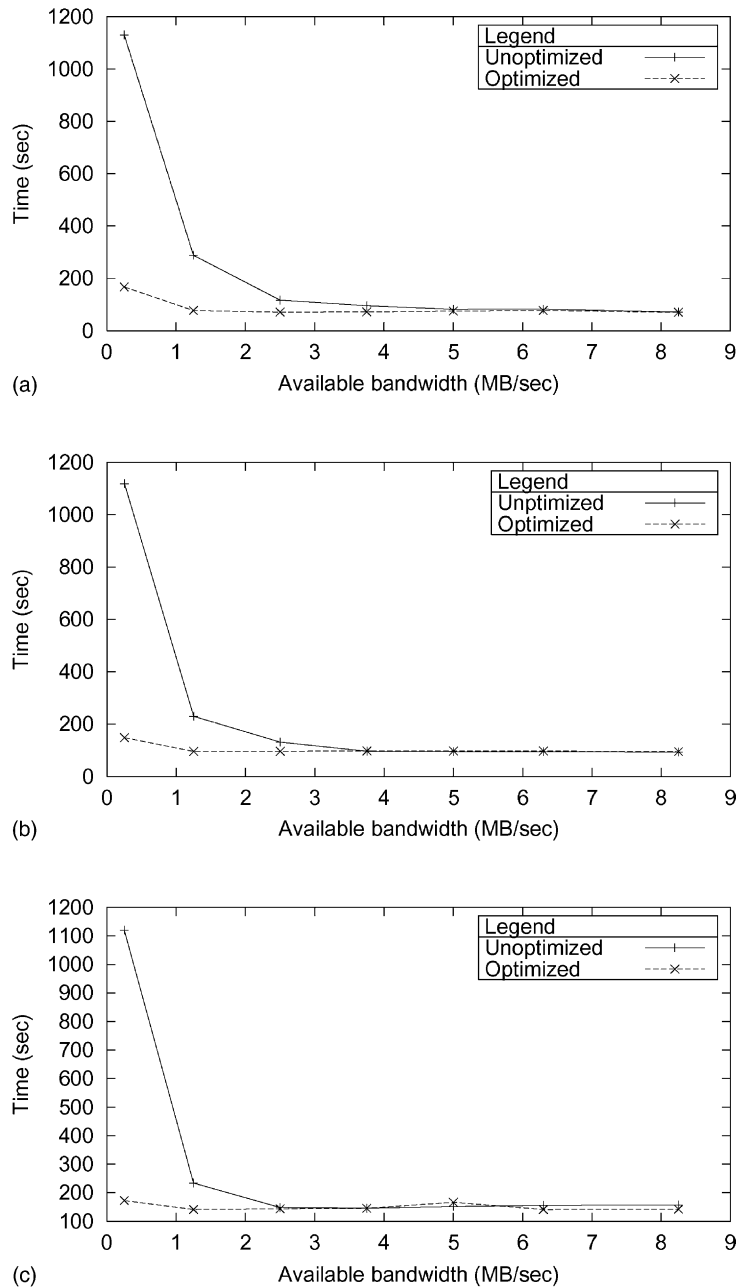 1200
1000
800
600
400
200
0
Time (sec)
Legend
Unoptimized
Optimized
0 1 2 3 4 5 6 7 8 9
Available bandwidth (MB/sec)
(a)
1200
1000
800
600
400
200
0
Time (sec)
Legend
Unptimized
Optimized
0 1 2 3 4 5 6 7 8 9
Available bandwidth (MB/sec)
(b)
1200
1100
1000
900
800
700
600
500
400
300
200
100
Time (sec)
Legend
Unoptimized
Optimized
0 1 2 3 4 5 6 7 8 9
Available bandwidth (MB/sec)
(c)